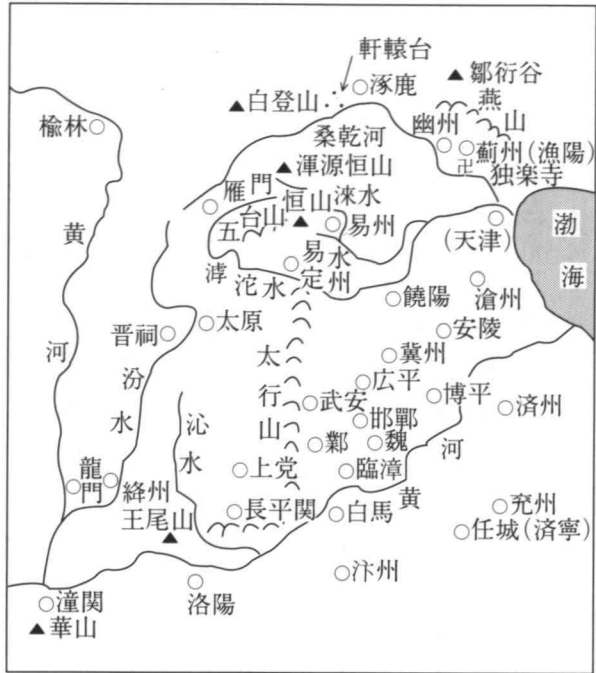 軒轅台
涿鹿
鄒衍谷
白登山
燕山
楡林
幽州
桑乾河
薊州(漁陽)
卍
独楽寺
渾源恒山
雁門
恒山
淶水
五台山
易州
渤海
(天津)
易水
定州
滹沱水
滄州
饒陽
黄河
太原
安陵
晋祠
太行山
冀州
汾水
広平
博平
済州
武安
邯鄲
沁水
鄴
魏
黄河
龍門
絳州
上党
臨漳
王尾山
長平関
白馬
兗州
任城(済寧)
汴州
洛陽
潼関
華山